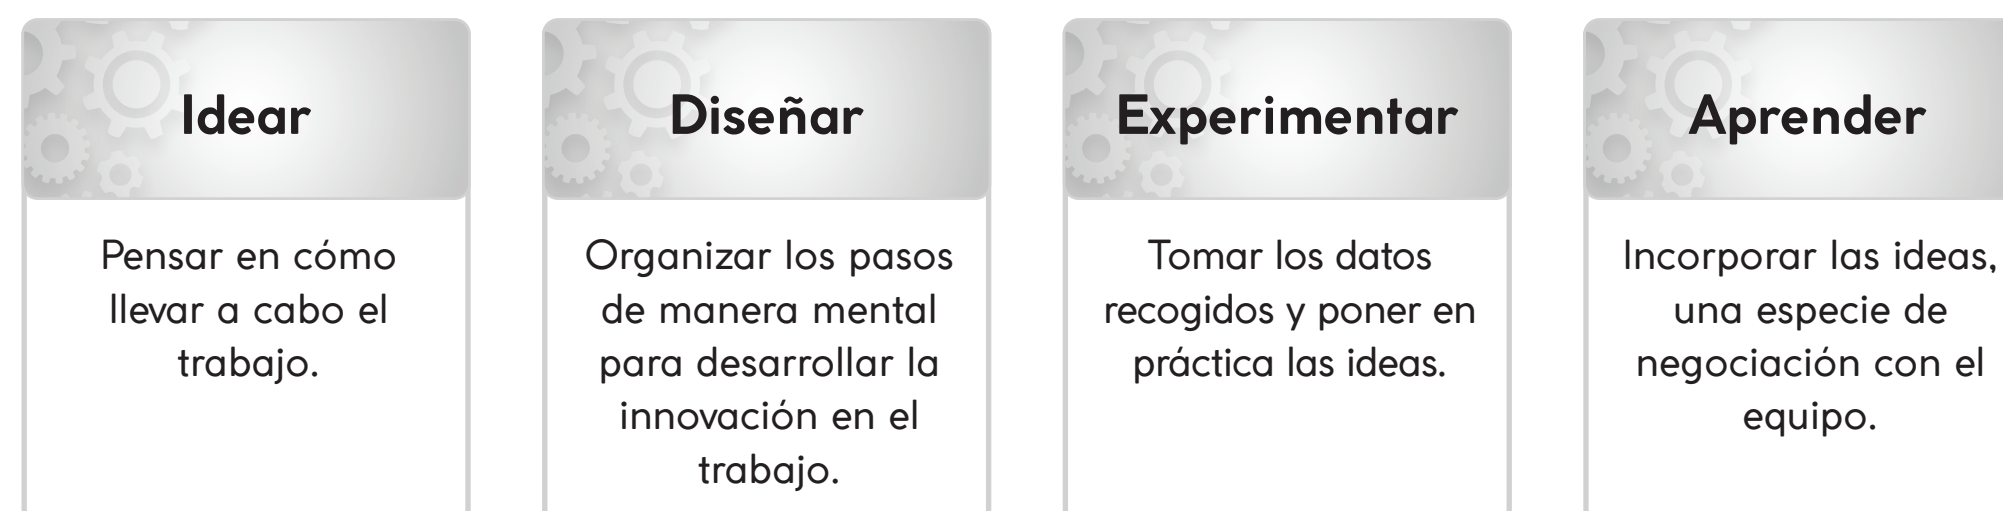 Idear
Pensar en cómo
llevar a cabo el
trabajo.
Diseñar
Organizar los pasos
de manera mental
para desarrollar la
innovación en el
trabajo.
Experimentar
Tomar los datos
recogidos y poner en
práctica las ideas.
Aprender
Incorporar las ideas,
una especie de
negociación con el
equipo.